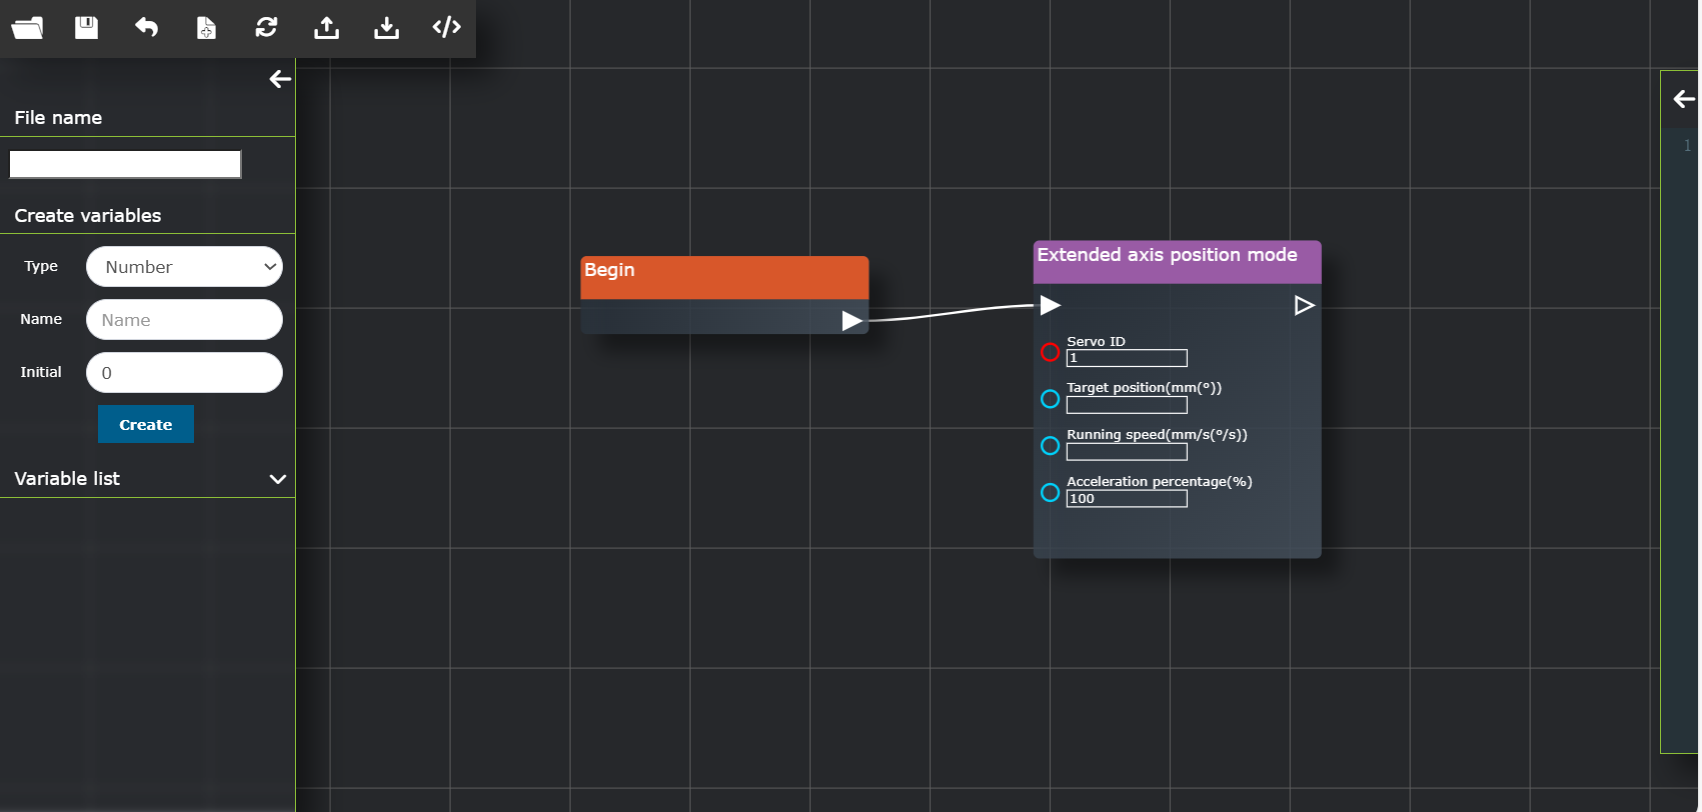 File name
Create variables
Type
Number
Name
Name
Initial
0
Create
Variable list
Begin
Extended axis position mode
Servo ID
1
Target position(mm(°))
Running speed(mm/s(°/s))
Acceleration percentage(%)
100
1